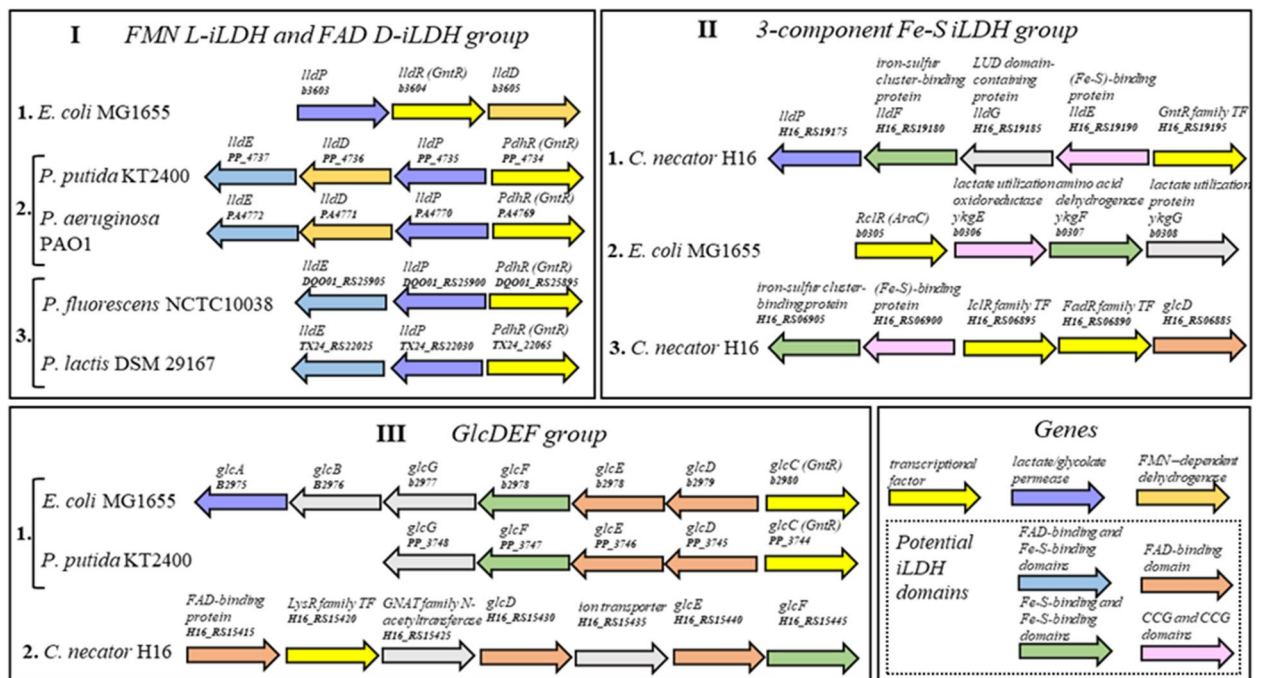 I FMN L-iLDH and FAD D-iLDH group
lldP
b3603
lldR (GntR)
b3604
lldD
b3605
1. E. coli MG1655
lldE
PP_4737
lldD
PP_4736
lldP
PP_4735
PdhR (GntR)
PP_4734
P. putida KT2400
2.
lldE
PA4772
lldD
PA4771
lldP
PA4770
PdhR (GntR)
PA4769
P. aeruginosa
PAO1
lldE
DQO01_RS25905
lldP
DQO01_RS25900
PdhR (GntR)
DQO01_RS25895
P. fluorescens NCTC10038
3.
lldE
TX24_RS22025
lldP
TX24_RS22030
PdhR (GntR)
TX24_22065
P. lactis DSM 29167
II 3-component Fe-S iLDH group
lldP
H16_RS19175
iron-sulfur
cluster-binding
protein
lldF
H16_RS19180
LUD domain-
containing
protein
lldG
H16_RS19185
(Fe-S)-binding
protein
lldE
H16_RS19190
GntR family TF
H16_RS19195
1. C. necator H16
RclR (AraC)
b0305
lactate utilization
oxidoreductase
ykgE
b0306
amino acid
dehydrogenase
ykgF
b0307
lactate utilization
protein
ykgG
b0308
2. E. coli MG1655
iron-sulfur cluster-
binding protein
H16_RS06905
(Fe-S)-binding
protein
H16_RS06900
IclR family TF
H16_RS06895
FadR family TF
H16_RS06890
glcD
H16_RS06885
3. C. necator H16
III GlcDEF group
glcA
B2975
glcB
B2976
glcG
b2977
glcF
b2978
glcE
b2978
glcD
b2979
glcC (GntR)
b2980
E. coli MG1655
1.
glcG
PP_3748
glcF
PP_3747
glcE
PP_3746
glcD
PP_3745
glcC (GntR)
PP_3744
P. putida KT2400
FAD-binding
protein
H16_RS15415
LysR family TF
H16_RS15420
GNAT family N-
acetyltransferase
H16_RS15425
glcD
H16_RS15430
ion transporter
H16_RS15435
glcE
H16_RS15440
glcF
H16_RS15445
2. C. necator H16
Genes
transcriptional
factor
lactate/glycolate
permease
FMN-dependent
dehydrogenase
Potential
iLDH
domains
FAD-binding and
Fe-S-binding
domains
FAD-binding
domain
Fe-S-binding and
Fe-S-binding
domains
CCG and CCG
domains